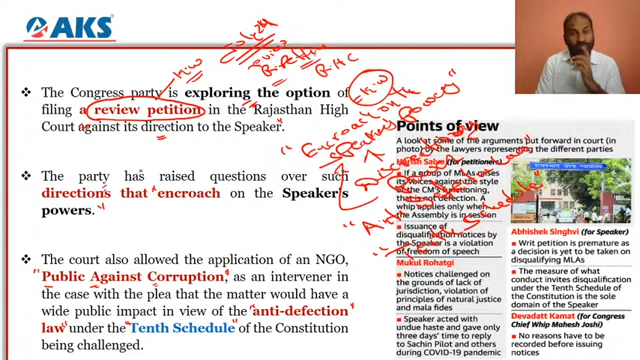 AKS
The Congress party is exploring the option of
filing a review petition in the Rajasthan High
Court against its direction to the Speaker.
The party has raised questions over such
directions that encroach on the Speaker's
powers.
The court also allowed the application of an NGO,
Public Against Corruption, as an intervener in
the case with the plea that the matter would have a
wide public impact in view of the anti-defection
law under the Tenth Schedule of the Constitution
being challenged.
H.W
H.W
R-HC
"Encroach on the
Speaker's Powers"
"Anti
Law"
"Tenth Schedule"
Points of view
A look at some of the arguments put forward in court (in
photo) by the lawyers representing the different parties
Harish Salve (for petitioners)
If a group of MLAs raises
its voices against the style
of the CM's functioning,
that is not defection. A
whip applies only when
the Assembly is in session
Issuance of
disqualification notices by
the Speaker is a violation
of freedom of speech
Mukul Rohatgi
Notices challenged on
the grounds of lack of
jurisdiction, violation of
principles of natural justice
and mala fides
Speaker acted with
undue haste and gave only
three days' time to reply
to Sachin Pilot and others
during COVID-19 pandemic
Abhishek Singhvi (for Speaker)
Writ petition is premature as
a decision is yet to be taken on
disqualifying MLAs
The measure of what
conduct invites disqualification
under the Tenth Schedule of
the Constitution is the sole
domain of the Speaker
Devadatt Kamat (for Congress
Chief Whip Mahesh Joshi)
No reasons have to be
recorded before issuing
notices